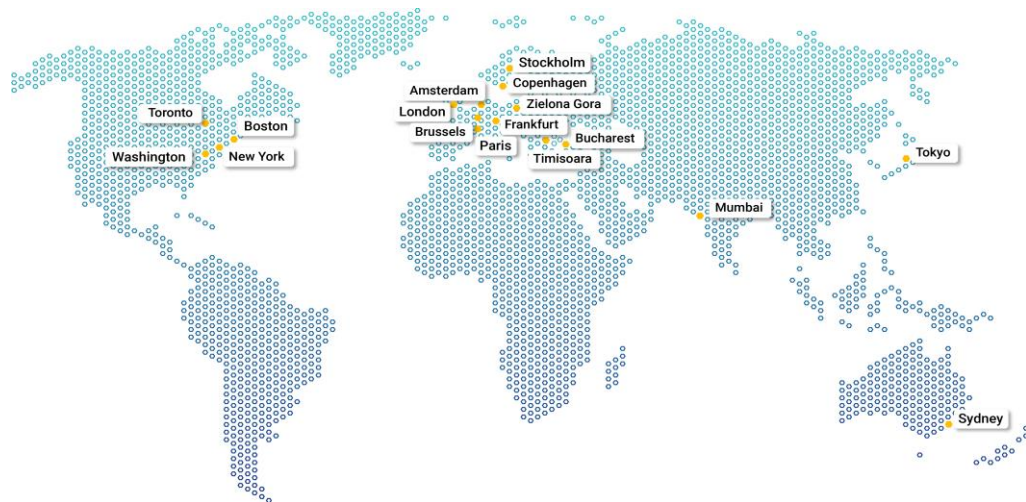 Stockholm
Copenhagen
Amsterdam
Zielona Gora
London
Toronto
Frankfurt
Boston
Brussels
Bucharest
Paris
New York
Washington
Timisoara
Tokyo
Mumbai
Sydney